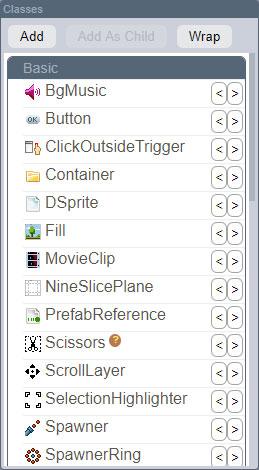 Classes
Add Add As Child Wrap
Basic
BgMusic < >
OK Button < >
ClickOutsideTrigger < >
Container < >
DSprite < >
Fill < >
MovieClip < >
NineSlicePlane < >
PrefabReference < >
Scissors ? < >
ScrollLayer < >
SelectionHighlighter < >
Spawner < >
SpawnerRing < >